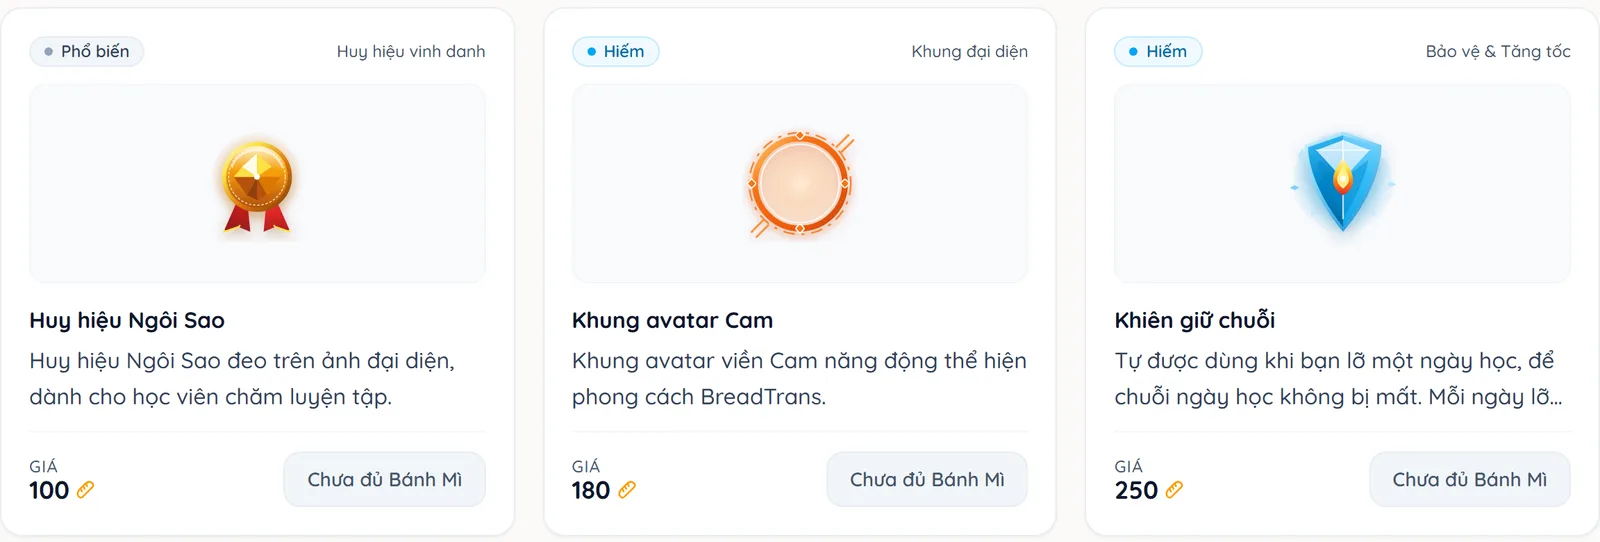 Phổ biến
Huy hiệu vinh danh
Huy hiệu Ngôi Sao
Huy hiệu Ngôi Sao đeo trên ảnh đại diện,
dành cho học viên chăm luyện tập.
GIÁ
100
Chưa đủ Bánh Mì
Hiếm
Khung đại diện
Khung avatar Cam
Khung avatar viền Cam năng động thể hiện
phong cách BreadTrans.
GIÁ
180
Chưa đủ Bánh Mì
Hiếm
Bảo vệ & Tăng tốc
Khiên giữ chuỗi
Tự được dùng khi bạn lỡ một ngày học, để
chuỗi ngày học không bị mất. Mỗi ngày lỡ...
GIÁ
250
Chưa đủ Bánh Mì